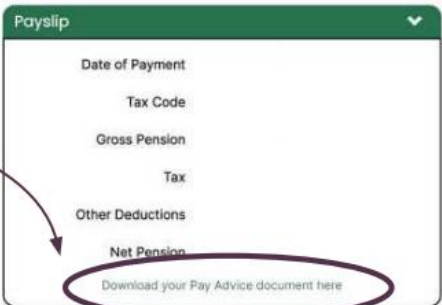 Payslip
Date of Payment
Tax Code
Gross Pension
Tax
Other Deductions
Net Pension
Download your Pay Advice document here